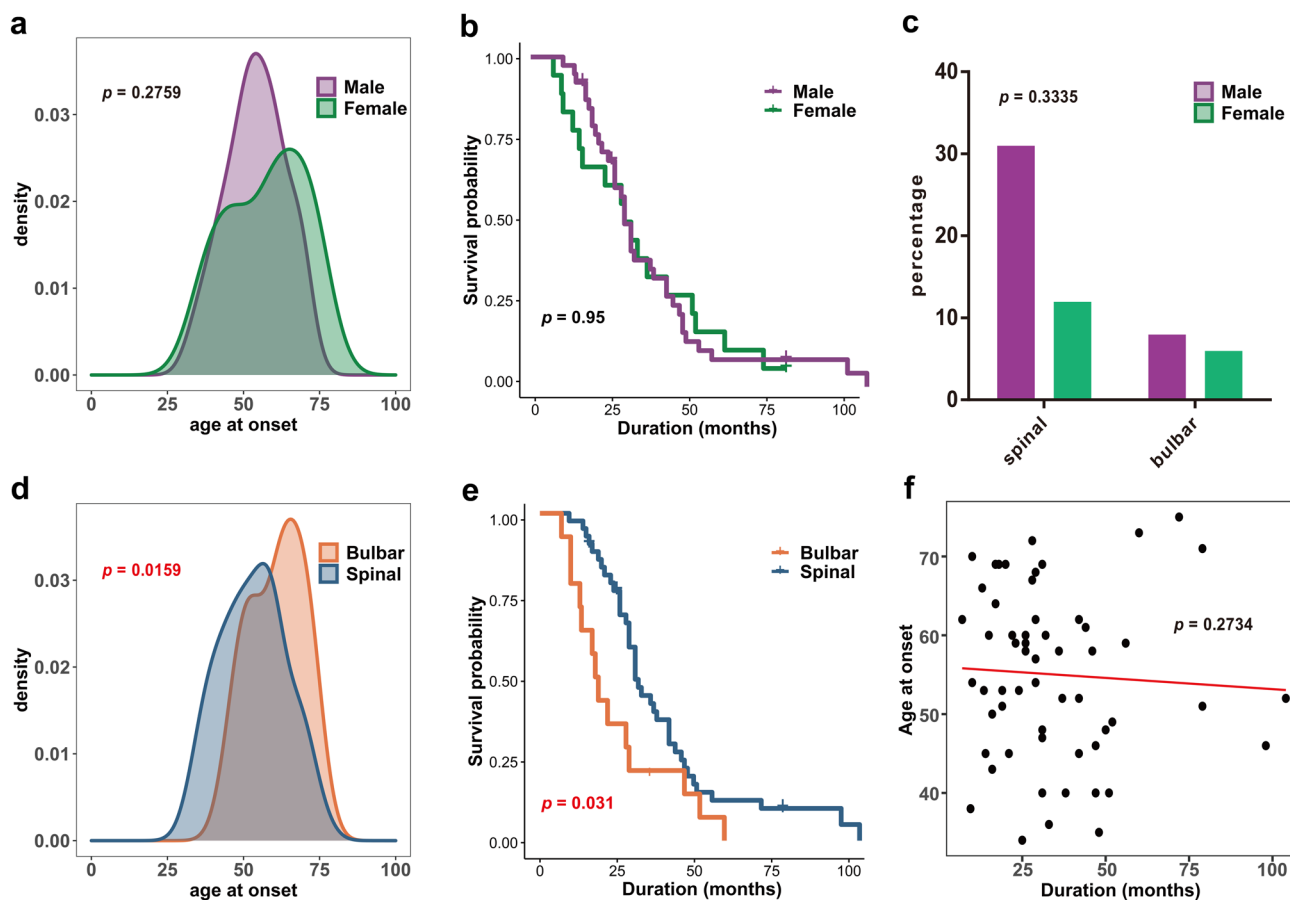 a
p = 0.2759
Male
Female
density
0.03
0.02
0.01
0.00
0 25 50 75 100
age at onset
b
1.00
0.75
0.50
0.25
0.00
Survival probability
Male
Female
p = 0.95
0 25 50 75 100
Duration (months)
c
40
30
20
10
0
percentage
p = 0.3335
Male
Female
spinal
bulbar
d
p = 0.0159
Bulbar
Spinal
density
0.03
0.02
0.01
0.00
0 25 50 75 100
age at onset
e
1.00
0.75
0.50
0.25
0.00
Survival probability
Bulbar
Spinal
p = 0.031
0 25 50 75 100
Duration (months)
f
70
60
50
40
Age at onset
p = 0.2734
25 50 75 100
Duration (months)